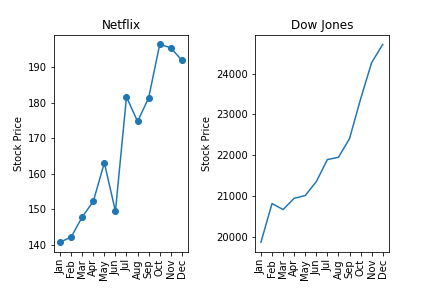 Netflix
Stock Price
190
180
170
160
150
140
Jan
Feb
Mar
Apr
May
Jun
Jul
Aug
Sep
Oct
Nov
Dec
Dow Jones
Stock Price
24000
23000
22000
21000
20000
Jan
Feb
Mar
Apr
May
Jun
Jul
Aug
Sep
Oct
Nov
Dec